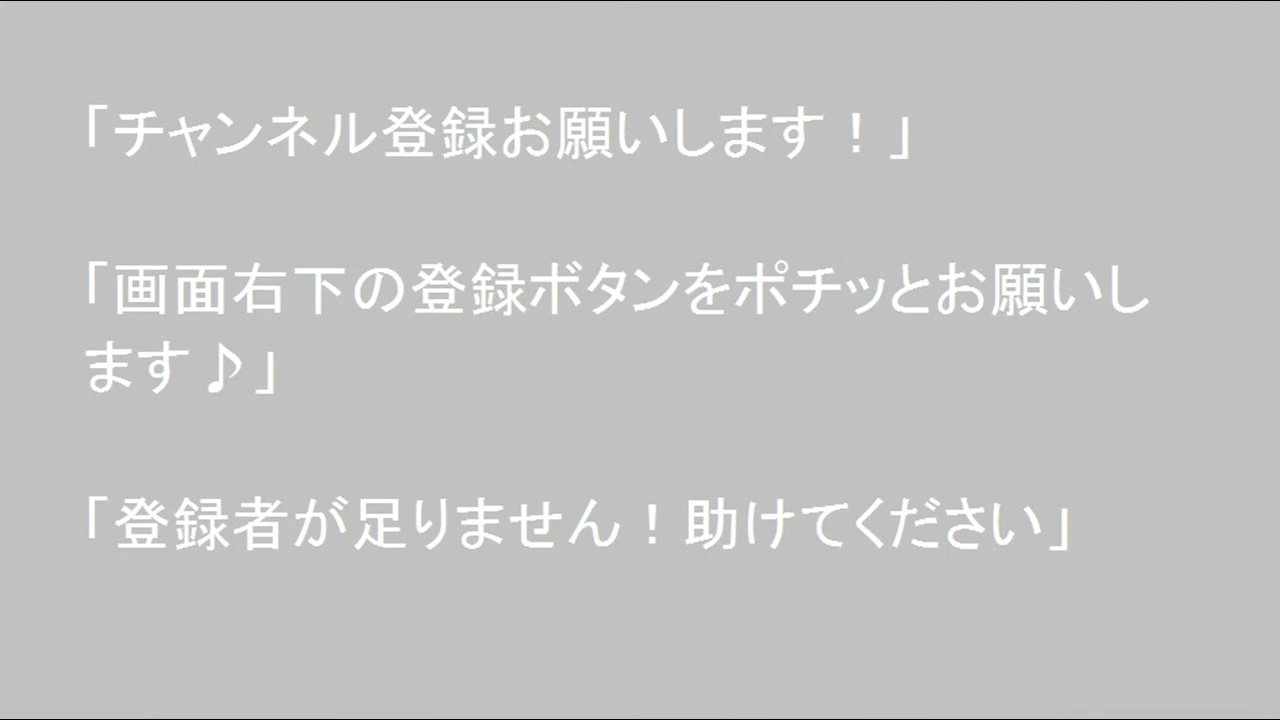 「チャンネル登録お願いします！」
「画面右下の登録ボタンをポチッとお願いし
ます♪」
「登録者が足りません！助けてください」